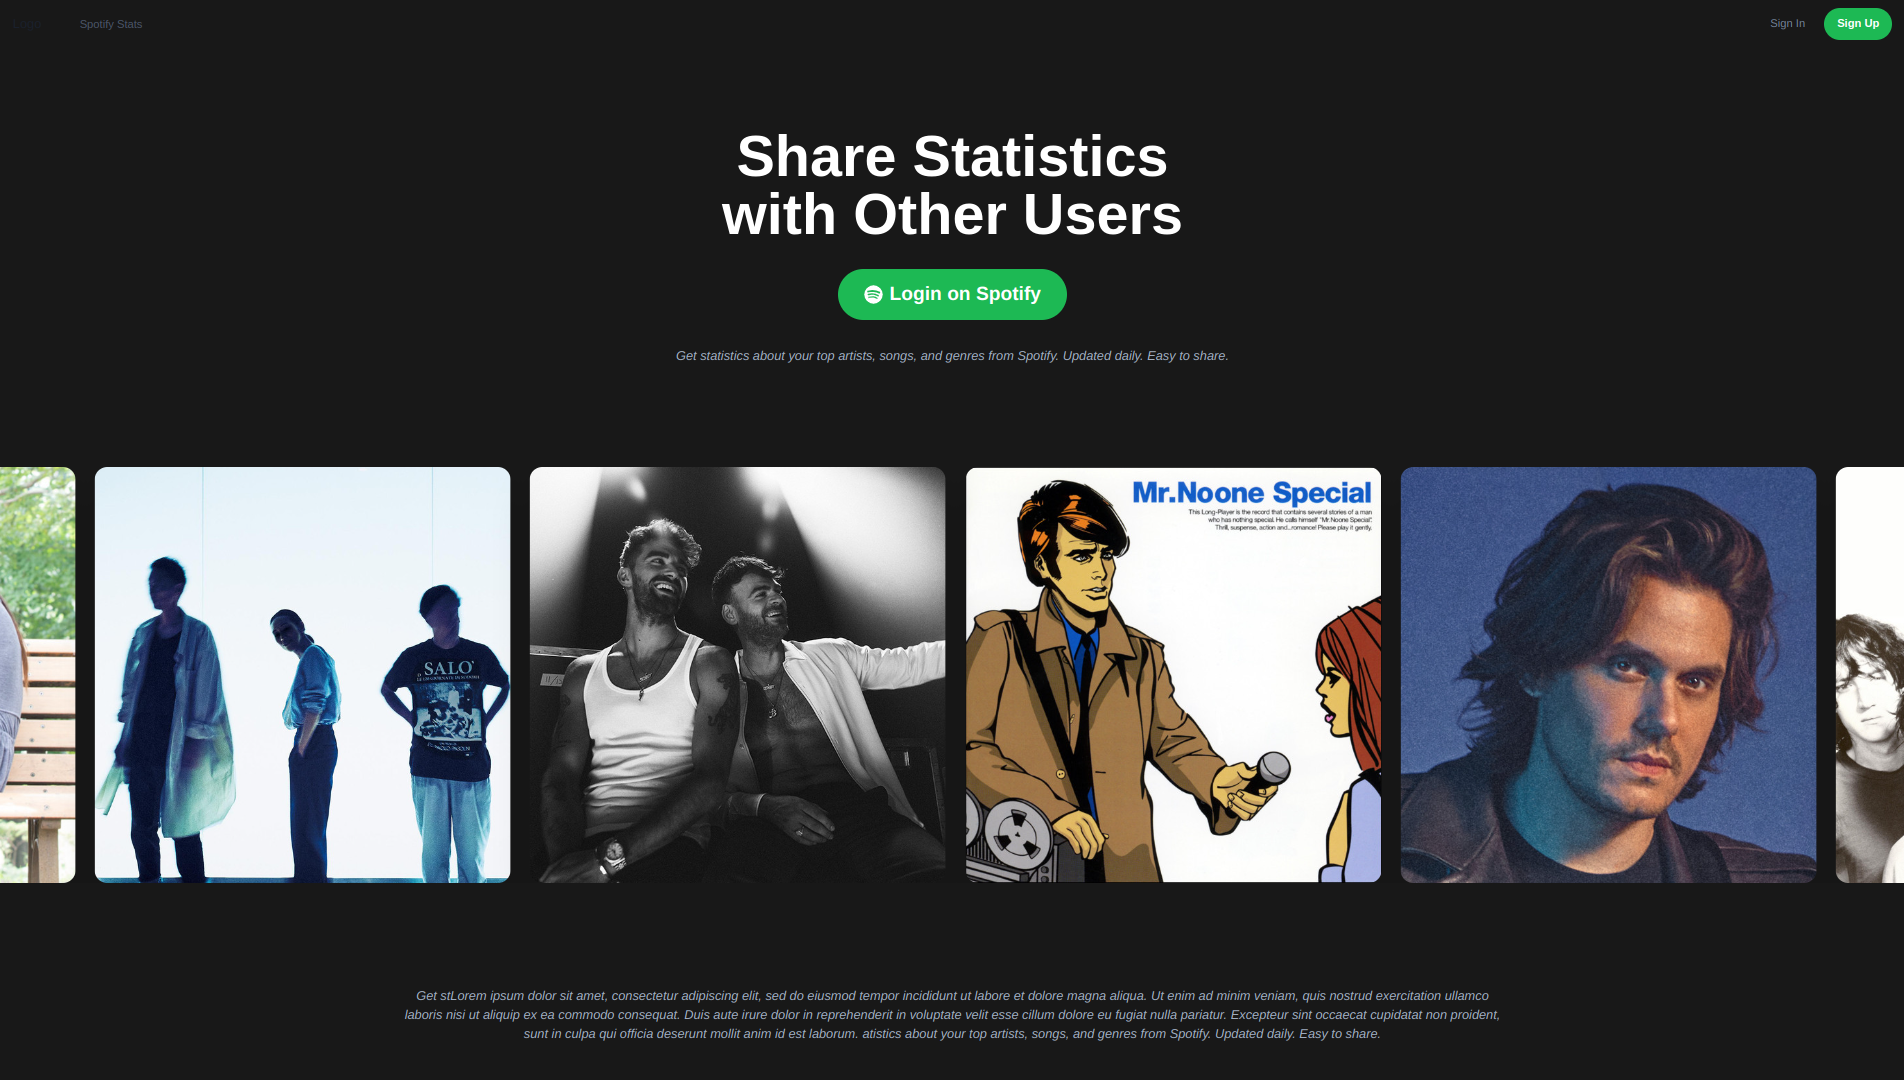 Login
Spotify Stats
Sign In
Sign Up
Share Statistics
with Other Users
Login on Spotify
Get statistics about your top artists, songs, and genres from Spotify. Updated daily. Easy to share.
SALO'
11/13
Mr.Noone Special
This Long-Player is the record that contains several stories of a man
who has nothing special. He calls himself "Mr.Noone Special".
Thrill, suspense, action and...romance! Please play it gently.
Get stLorem ipsum dolor sit amet, consectetur adipiscing elit, sed do eiusmod tempor incididunt ut labore et dolore magna aliqua. Ut enim ad minim veniam, quis nostrud exercitation ullamco
laboris nisi ut aliquip ex ea commodo consequat. Duis aute irure dolor in reprehenderit in voluptate velit esse cillum dolore eu fugiat nulla pariatur. Excepteur sint occaecat cupidatat non proident,
sunt in culpa qui officia deserunt mollit anim id est laborum. atistics about your top artists, songs, and genres from Spotify. Updated daily. Easy to share.